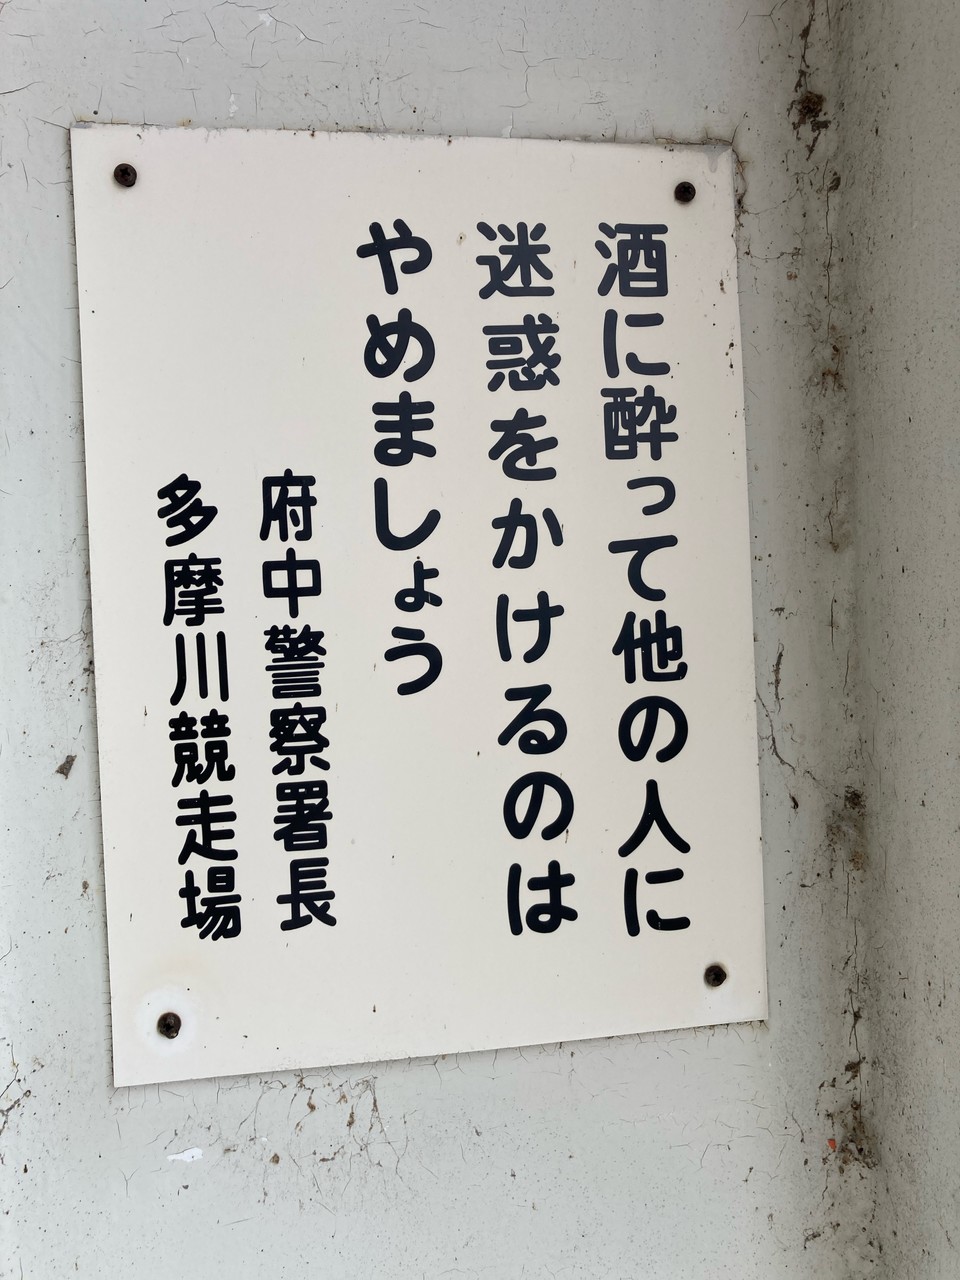 酒に酔って他の人に
迷惑をかけるのは
やめましょう
府中警察署長
多摩川競走場